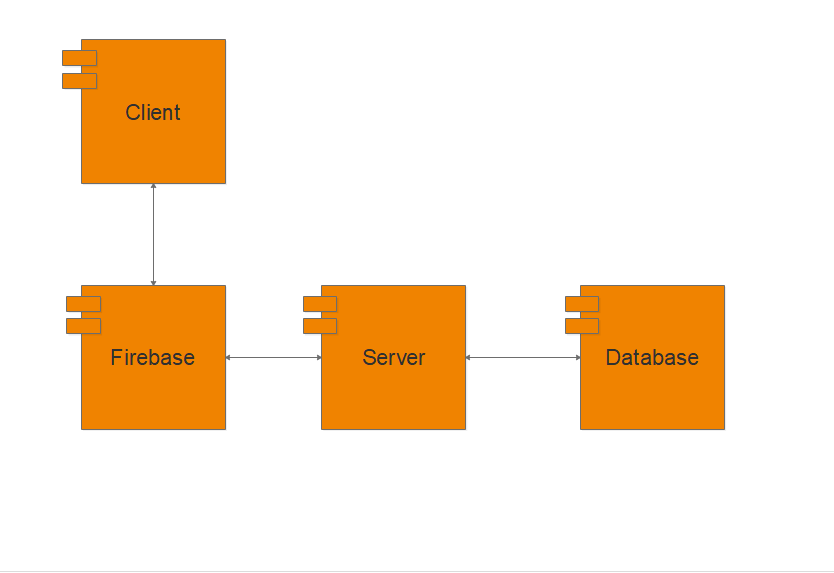 Client
Firebase
Server
Database